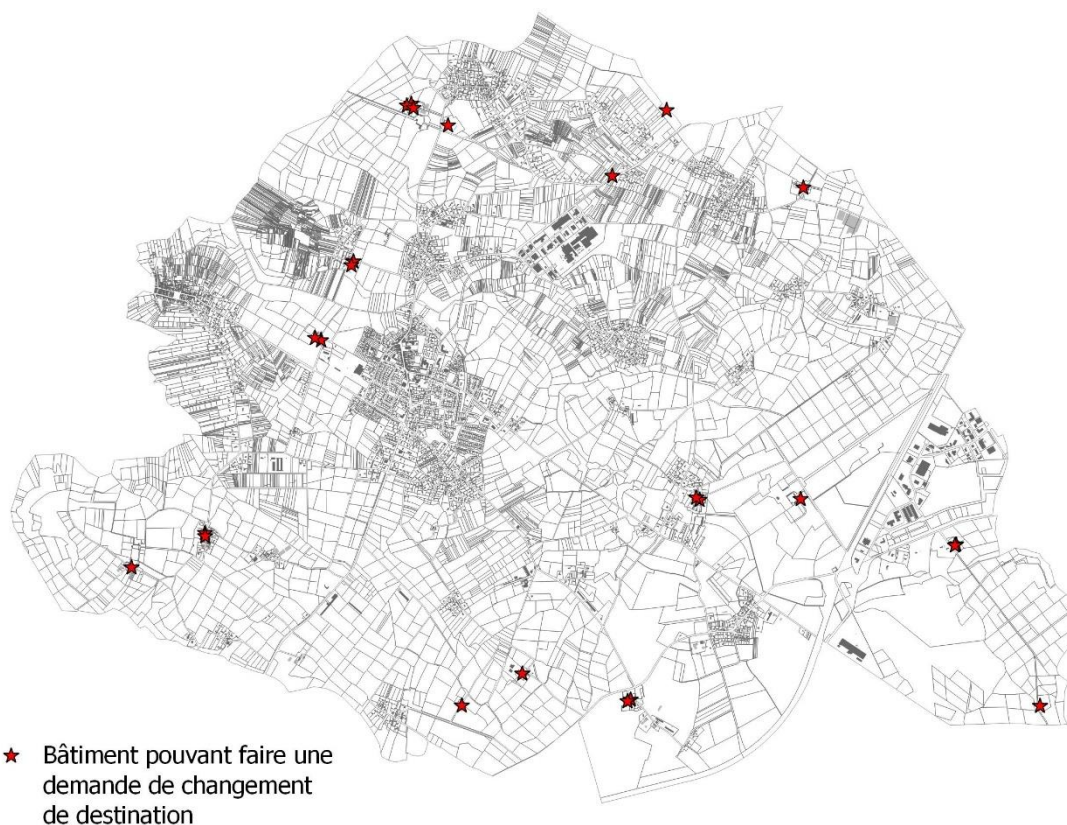 Bâtiment pouvant faire une
demande de changement
de destination